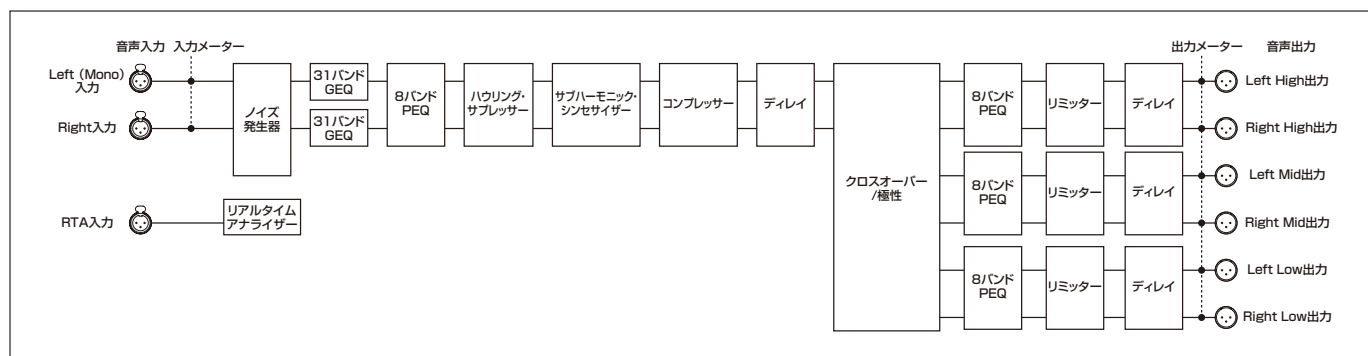 音声入力
入力メーター
出力メーター
音声出力
Left (Mono)
入力
Right入力
ノイズ
発生器
31バンド
GEQ
31バンド
GEQ
8バンド
PEQ
ハウリング・
サプレッサー
サブハーモニック・
シンセサイザー
コンプレッサー
ディレイ
クロスオーバー
/極性
8バンド
PEQ
リミッター
ディレイ
Left High出力
Right High出力
8バンド
PEQ
リミッター
ディレイ
Left Mid出力
Right Mid出力
8バンド
PEQ
リミッター
ディレイ
Left Low出力
Right Low出力
RTA入力
リアルタイム
アナライザー